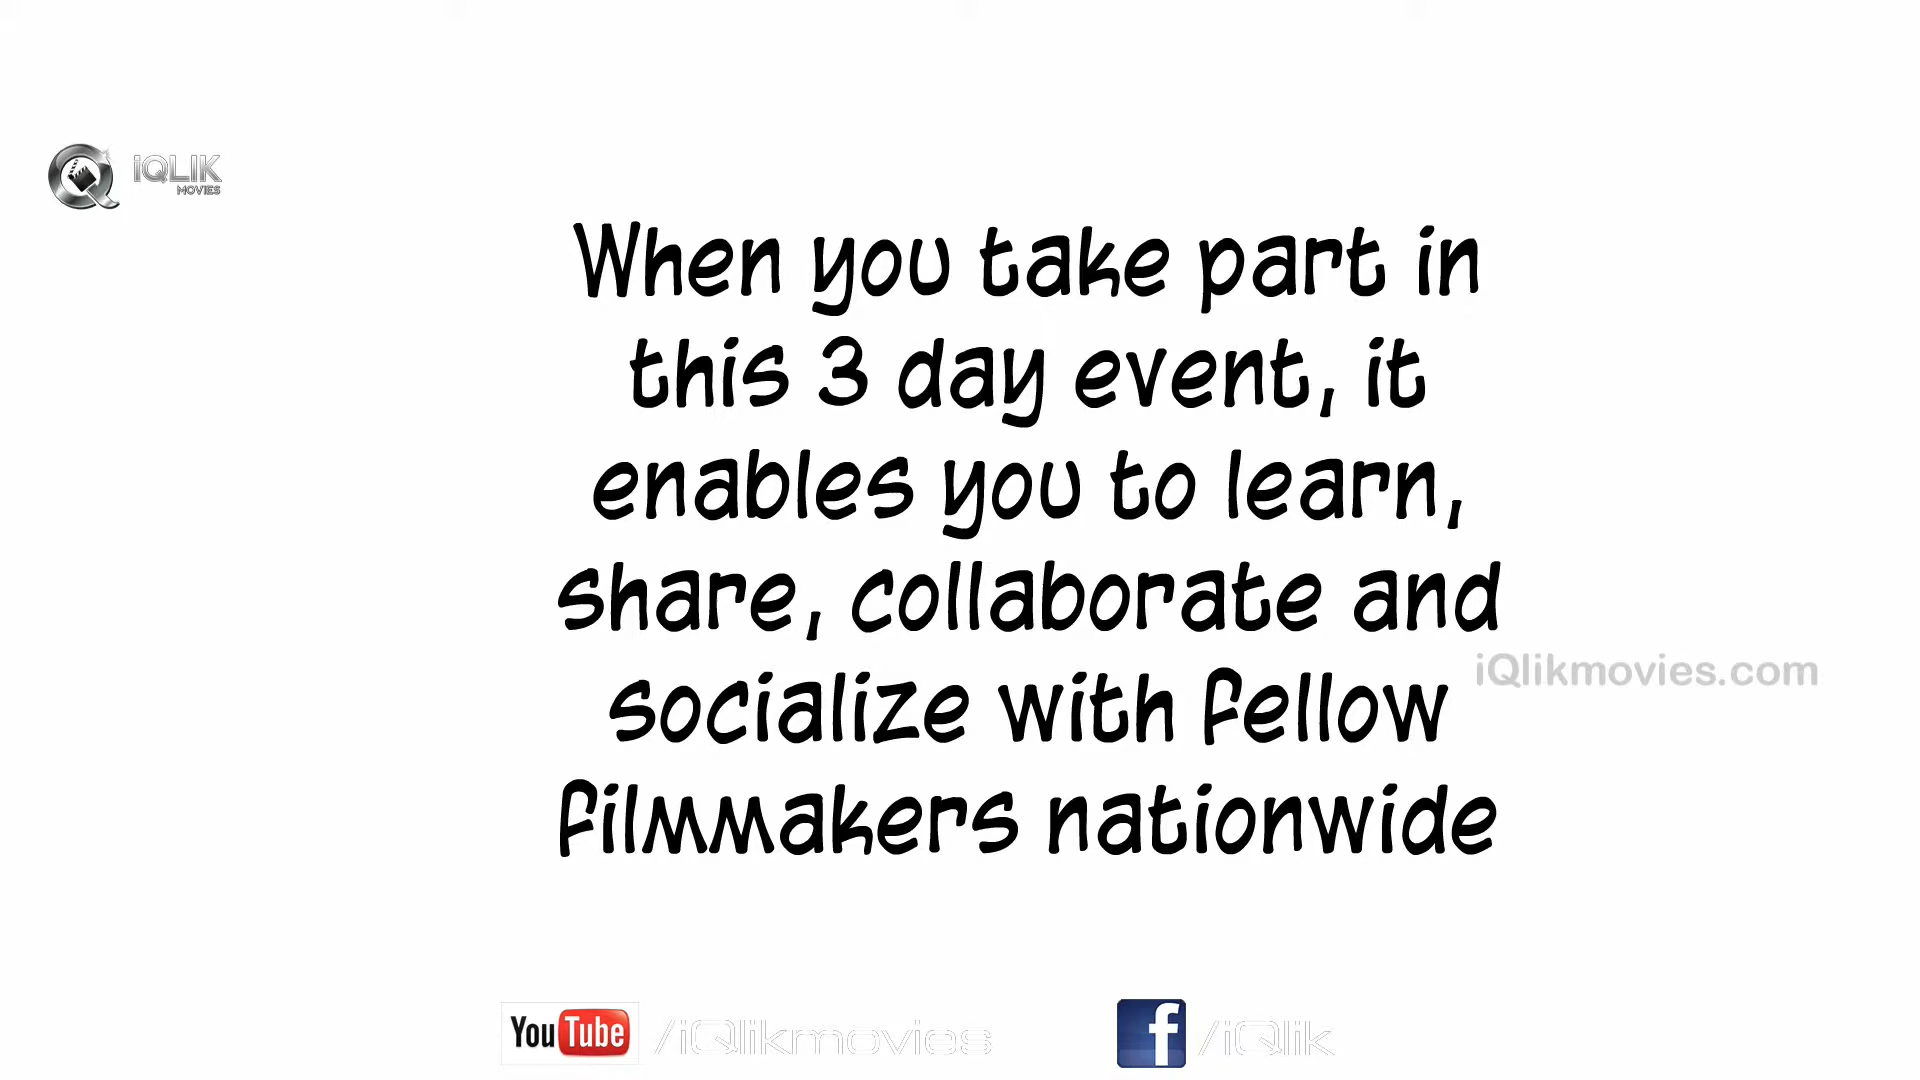 iQLIK
MOVIES
When you take part in
this 3 day event, it
enables you to learn,
share, collaborate and
socialize with fellow
filmmakers nationwide
iQlikmovies.com
YouTube /iQlikmovies
f /iQlik